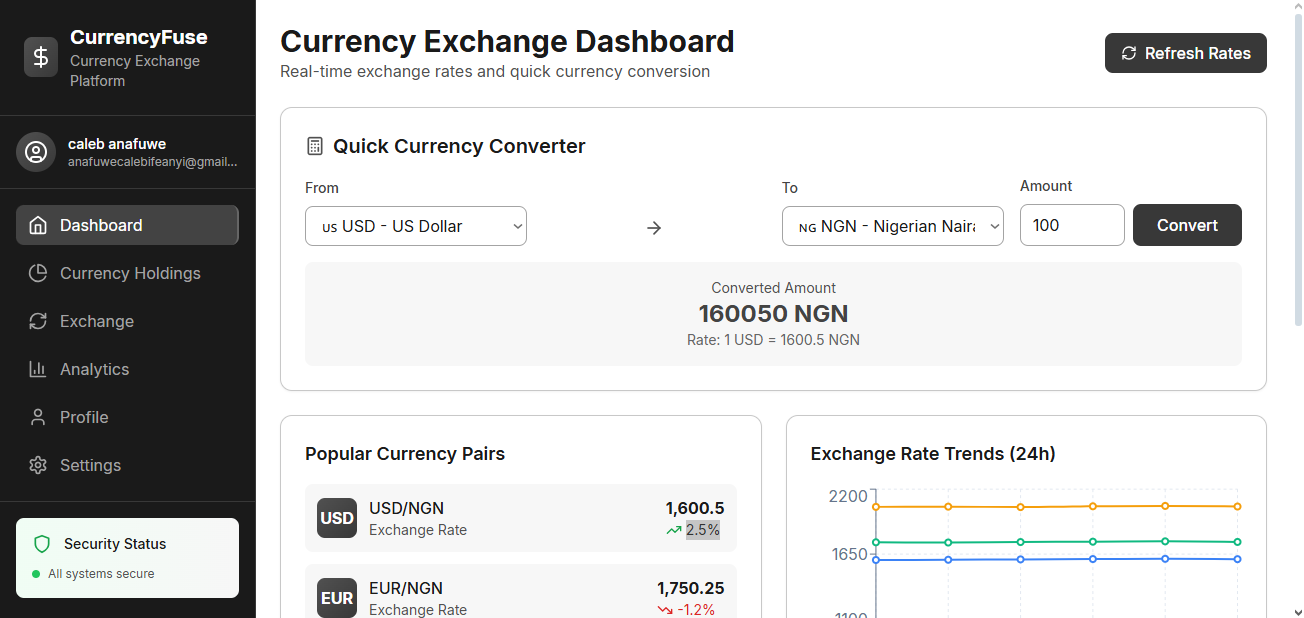 CurrencyFuse
Currency Exchange
Platform
caleb anafuwe
anafuwecalebifeanyi@gmail...
Dashboard
Currency Holdings
Exchange
Analytics
Profile
Settings
Security Status
All systems secure
Currency Exchange Dashboard
Real-time exchange rates and quick currency conversion
Refresh Rates
Quick Currency Converter
From
US USD - US Dollar
To
NG NGN - Nigerian Naira
Amount
100
Convert
Converted Amount
160050 NGN
Rate: 1 USD = 1600.5 NGN
Popular Currency Pairs
USD
USD/NGN
Exchange Rate
1,600.5
2.5%
EUR
EUR/NGN
Exchange Rate
1,750.25
-1.2%
Exchange Rate Trends (24h)
2200
1650
1100